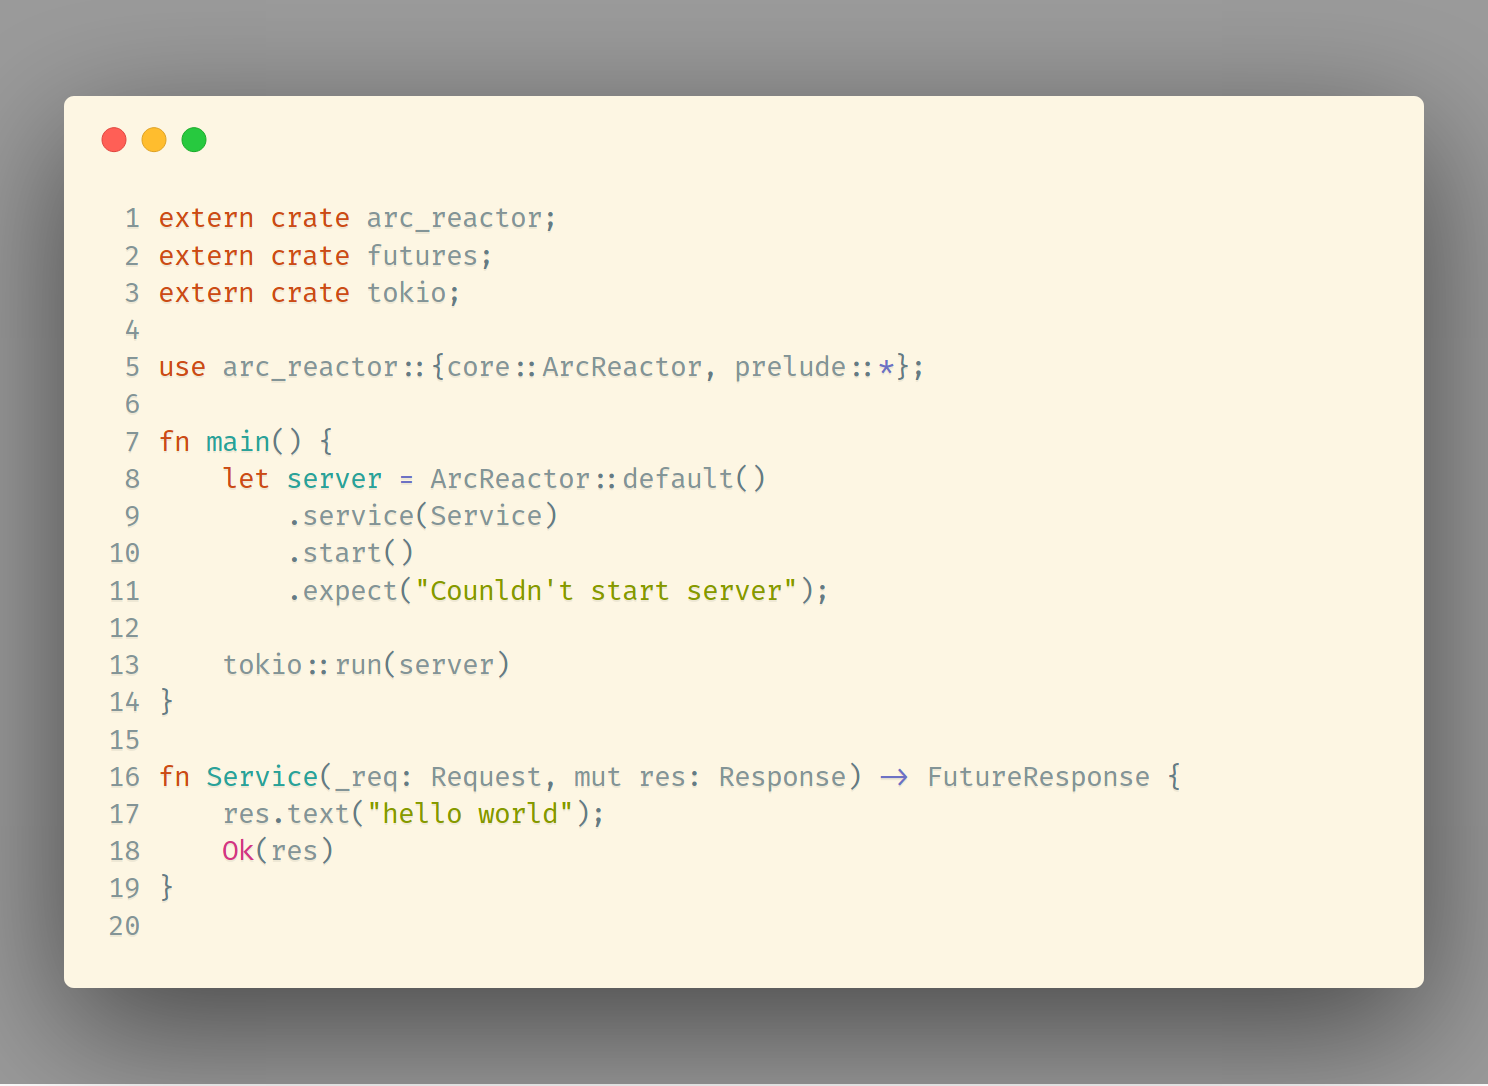 1 extern crate arc_reactor;
2 extern crate futures;
3 extern crate tokio;
4
5 use arc_reactor::{core::ArcReactor, prelude::*};
6
7 fn main() {
8     let server = ArcReactor::default()
9         .service(Service)
10         .start()
11         .expect("Counldn't start server");
12
13     tokio::run(server)
14 }
15
16 fn Service(_req: Request, mut res: Response) -> FutureResponse {
17     res.text("hello world");
18     Ok(res)
19 }
20